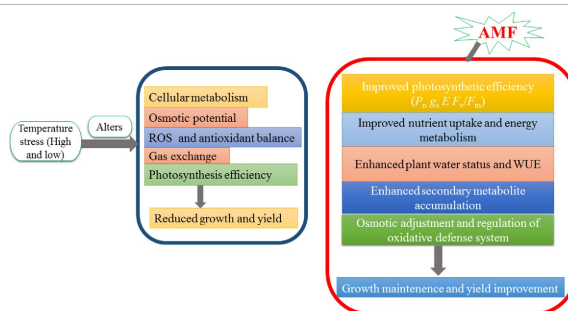 Temperature
stress (High
and low)
Alters
Cellular metabolism
Osmotic potential
ROS and antioxidant balance
Gas exchange
Photosynthesis efficiency
Reduced growth and yield
AMF
Improved photosynthetic efficiency
(Pn gs E Fv/Fm)
Improved nutrient uptake and energy
metabolism
Enhanced plant water status and WUE
Enhanced secondary metabolite
accumulation
Osmotic adjustment and regulation of
oxidative defense system
Growth maintenence and yield improvement